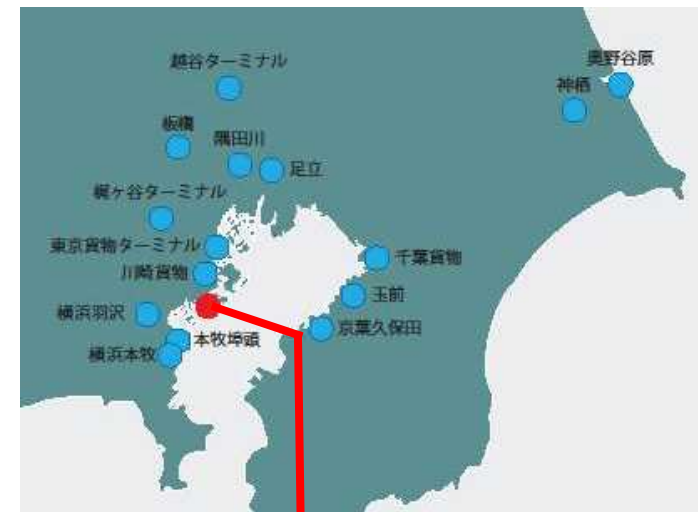 越谷ターミナル
奥野谷原
神栖
板橋
隅田川
足立
梶ヶ谷ターミナル
東京貨物ターミナル
千葉貨物
川崎貨物
玉前
横浜羽沢
京葉久保田
本牧埠頭
横浜本牧